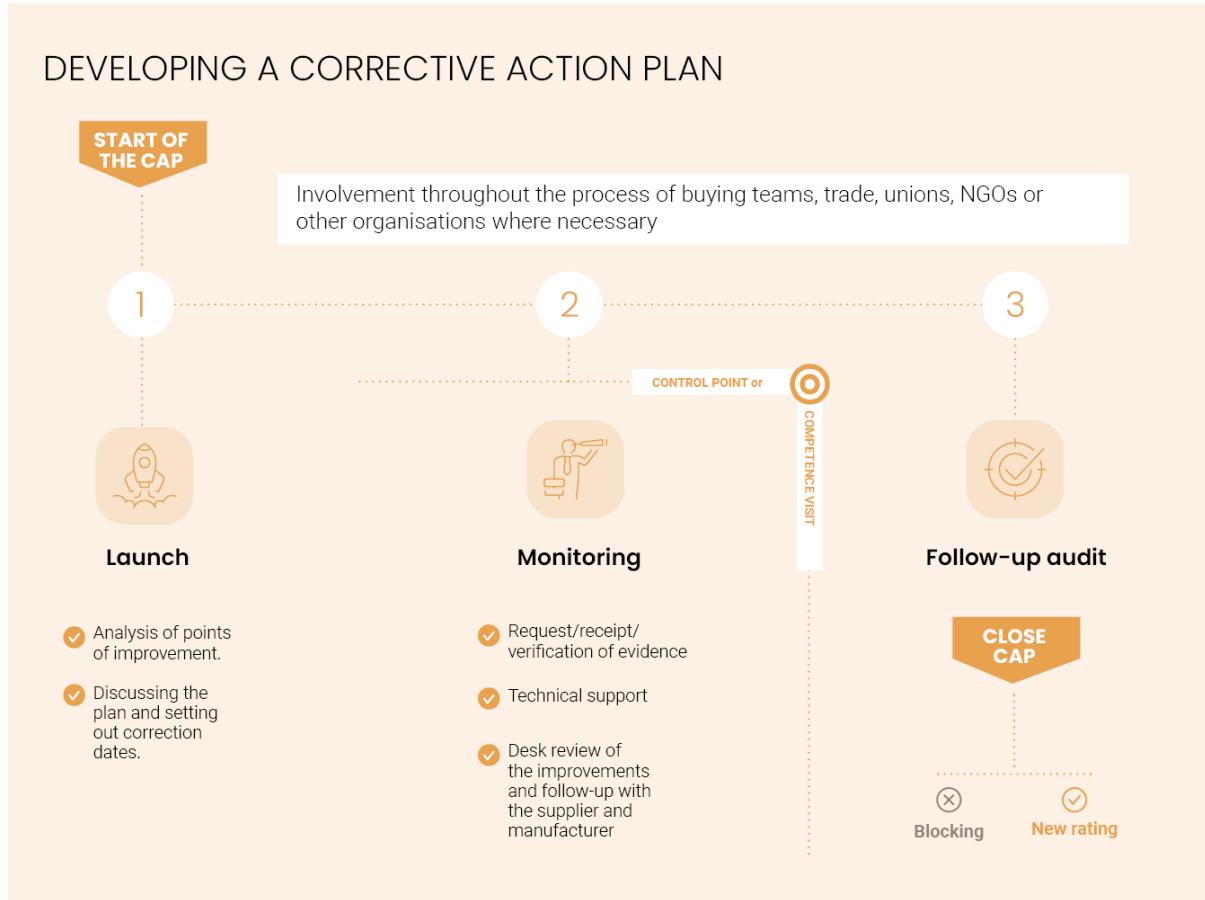 DEVELOPING A CORRECTIVE ACTION PLAN
START OF
THE CAP
Involvement throughout the process of buying teams, trade, unions, NGOs or
other organisations where necessary
1
2
3
CONTROL POINT or
COMPETENCE VISIT
Launch
Analysis of points
of improvement.
Discussing the
plan and setting
out correction
dates.
Monitoring
Request/receipt/
verification of evidence
Technical support
Desk review of
the improvements
and follow-up with
the supplier and
manufacturer
Follow-up audit
CLOSE
CAP
Blocking
New rating